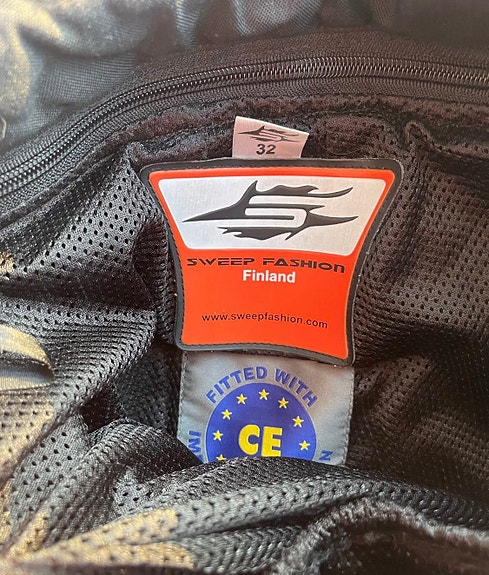 32
SWEEP FASHION
Finland
www.sweepfashion.com
FITTED WITH
CE